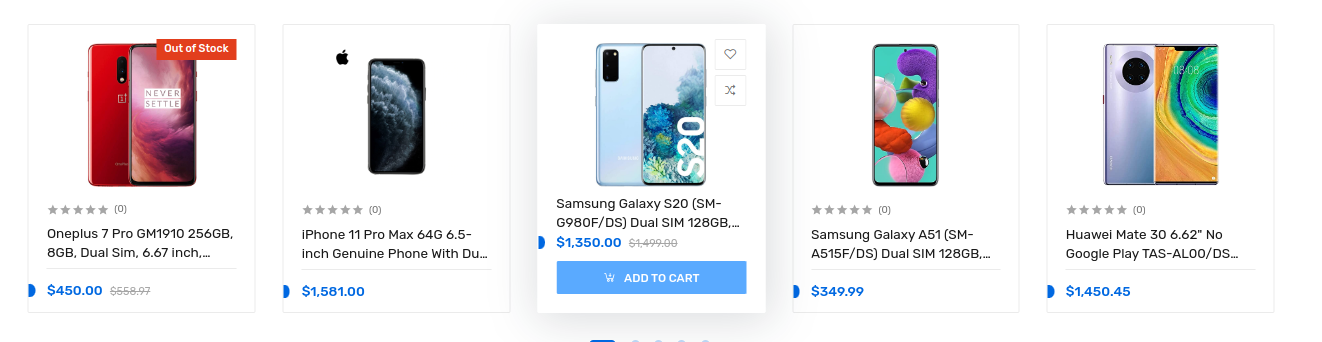 Out of Stock
NEVER
SETTLE
(0)
Oneplus 7 Pro GM1910 256GB,
8GB, Dual Sim, 6.67 inch,...
$450.00 $558.97
(0)
iPhone 11 Pro Max 64G 6.5-
inch Genuine Phone With Du...
$1,581.00
SAMSUNG
S20
Samsung Galaxy S20 (SM-
G980F/DS) Dual SIM 128GB,...
$1,350.00 $1,499.00
ADD TO CART
(0)
Samsung Galaxy A51 (SM-
A515F/DS) Dual SIM 128GB,...
$349.99
08:08
(0)
Huawei Mate 30 6.62" No
Google Play TAS-AL00/DS...
$1,450.45